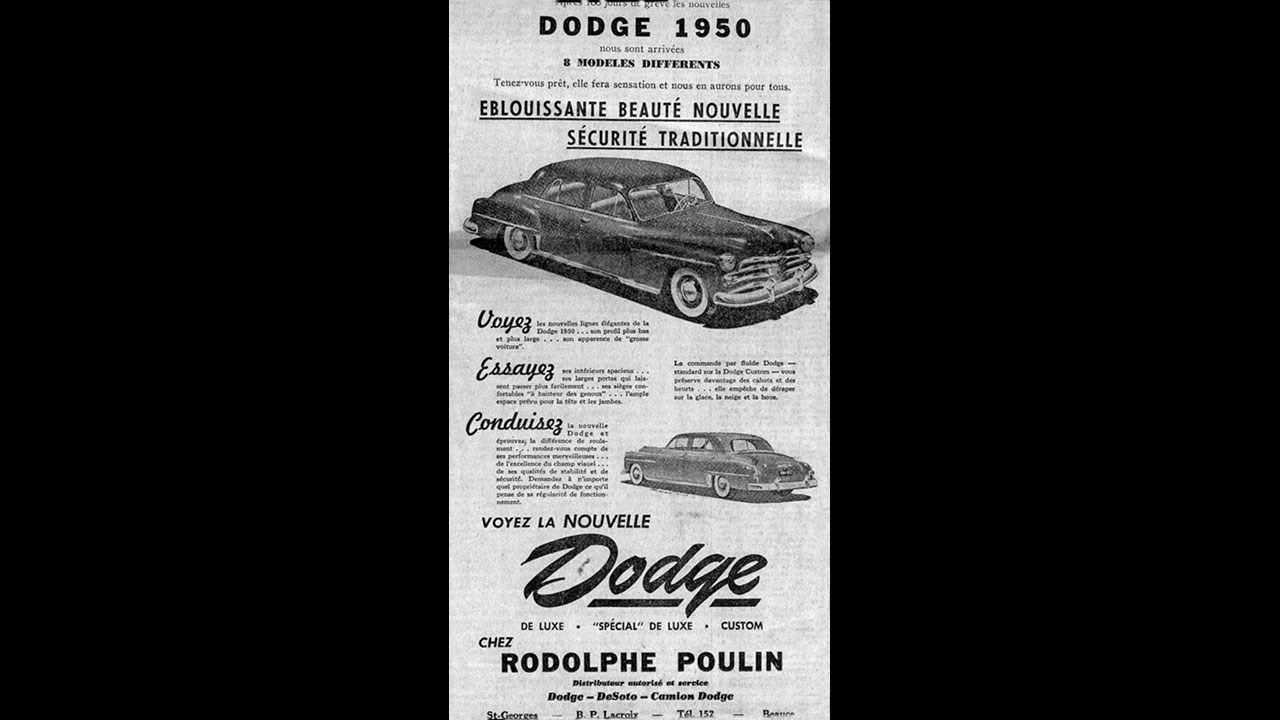 Après 100 jours de grève les nouvelles
DODGE 1950
nous sont arrivées
8 MODELES DIFFERENTS
Tenez-vous prêt, elle fera sensation et nous en aurons pour tous.
EBLOUISSANTE BEAUTÉ NOUVELLE
SÉCURITÉ TRADITIONNELLE
Voyez les nouvelles lignes élégantes de la
Dodge 1950 . . . son profil plus bas
et plus large . . . son apparence de "grosse
voiture".
Essayez ses intérieurs spacieux . . .
ses larges portes qui lais-
sent passer plus facilement . . . ses sièges con-
fortables "à hauteur des genoux" . . . l'ample
espace prévu pour la tête et les jambes.
La commande par fluide Dodge —
standard sur la Dodge Custom — vous
préserve davantage des cahots et des
heurts . . . elle empêche de déraper
sur la glace, la neige et la boue.
Conduisez la nouvelle
Dodge et
éprouvez la différence de roule-
ment . . . rendez-vous compte de
ses performances merveilleuses . . .
de l'excellence du champ visuel . . .
de ses qualités de stabilité et de
sécurité. Demandez à n'importe
quel propriétaire de Dodge ce qu'il
pense de sa régularité de fonction-
nement.
VOYEZ LA NOUVELLE
Dodge
DE LUXE • "SPÉCIAL" DE LUXE • CUSTOM
CHEZ
RODOLPHE POULIN
Distributeur autorisé et service
Dodge — DeSoto — Camion Dodge
St-Georges — B. P. Lacroix — Tél. 152 — Beauce